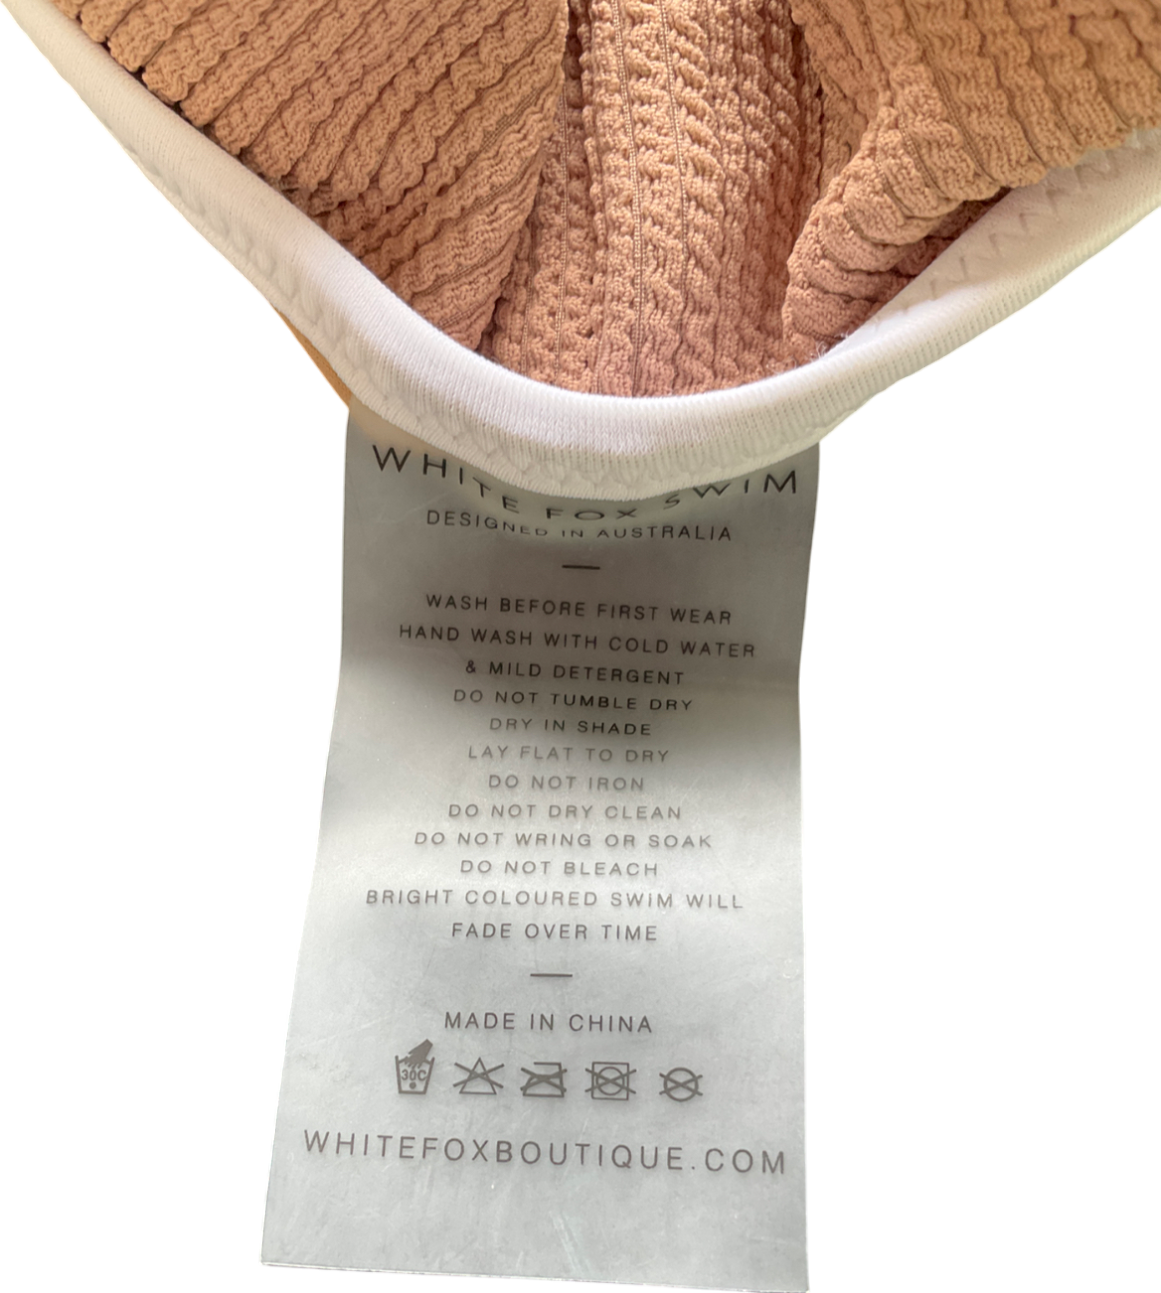 WHITE FOX SWIM
DESIGNED IN AUSTRALIA
WASH BEFORE FIRST WEAR
HAND WASH WITH COLD WATER
& MILD DETERGENT
DO NOT TUMBLE DRY
DRY IN SHADE
LAY FLAT TO DRY
DO NOT IRON
DO NOT DRY CLEAN
DO NOT WRING OR SOAK
DO NOT BLEACH
BRIGHT COLOURED SWIM WILL
FADE OVER TIME
MADE IN CHINA
30C
WHITEFOXBOUTIQUE.COM